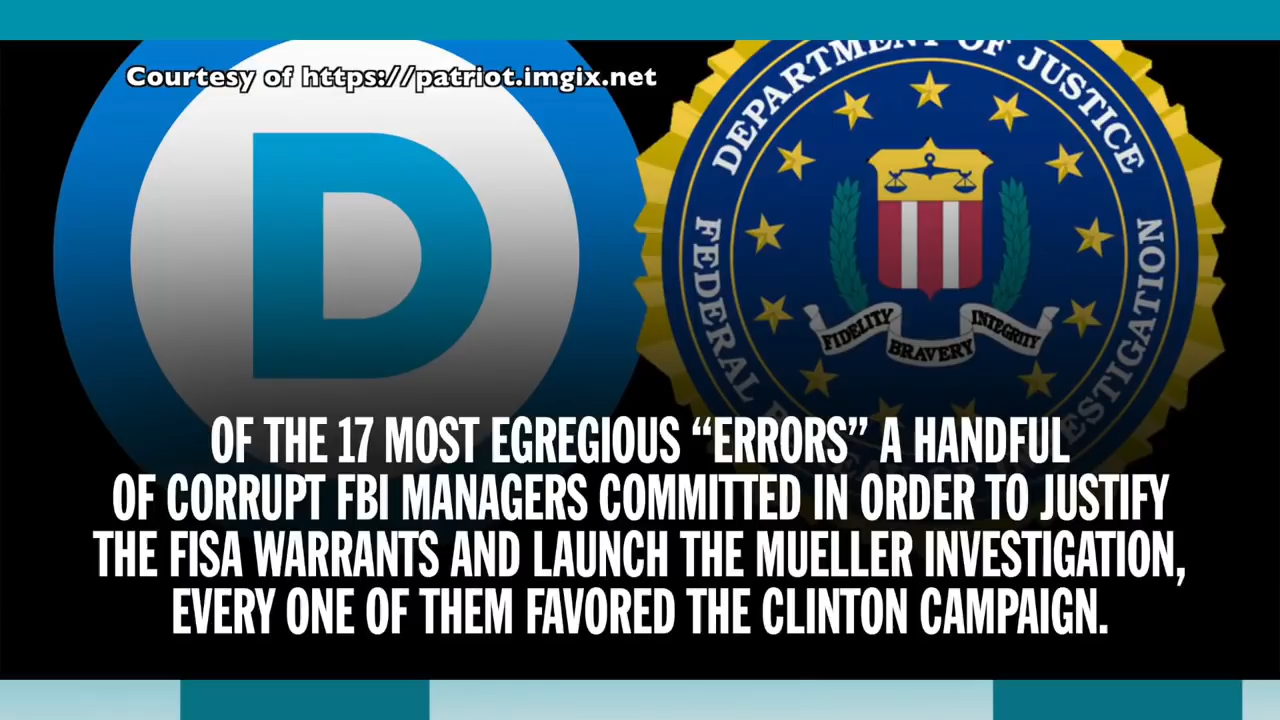 Courtesy of https://patriot.imgix.net
D
DEPARTMENT OF JUSTICE
FEDERAL INVESTIGATION
FIDELITY
BRAVERY
INTEGRITY
OF THE 17 MOST EGREGIOUS “ERRORS” A HANDFUL
OF CORRUPT FBI MANAGERS COMMITTED IN ORDER TO JUSTIFY
THE FISA WARRANTS AND LAUNCH THE MUELLER INVESTIGATION,
EVERY ONE OF THEM FAVORED THE CLINTON CAMPAIGN.